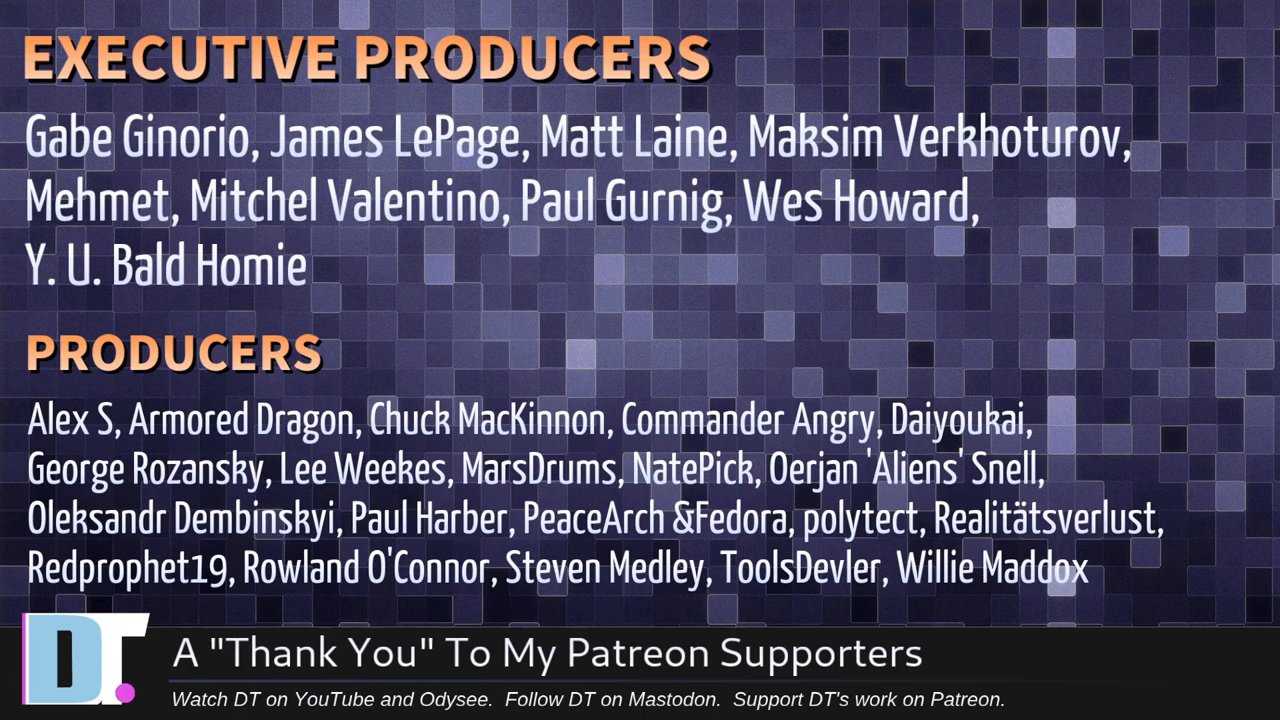 EXECUTIVE PRODUCERS
Gabe Ginorio, James LePage, Matt Laine, Maksim Verkhoturov,
Mehmet, Mitchel Valentino, Paul Gurnig, Wes Howard,
Y. U. Bald Homie
PRODUCERS
Alex S, Armored Dragon, Chuck MacKinnon, Commander Angry, Daiyoukai,
George Rozansky, Lee Weekes, MarsDrums, NatePick, Oerjan 'Aliens' Snell,
Oleksandr Dembinskyi, Paul Harber, PeaceArch &Fedora, polytect, Realitätsverlust,
Redprophet19, Rowland O'Connor, Steven Medley, ToolsDevler, Willie Maddox
DT.
A "Thank You" To My Patreon Supporters
Watch DT on YouTube and Odysee. Follow DT on Mastodon. Support DT's work on Patreon.